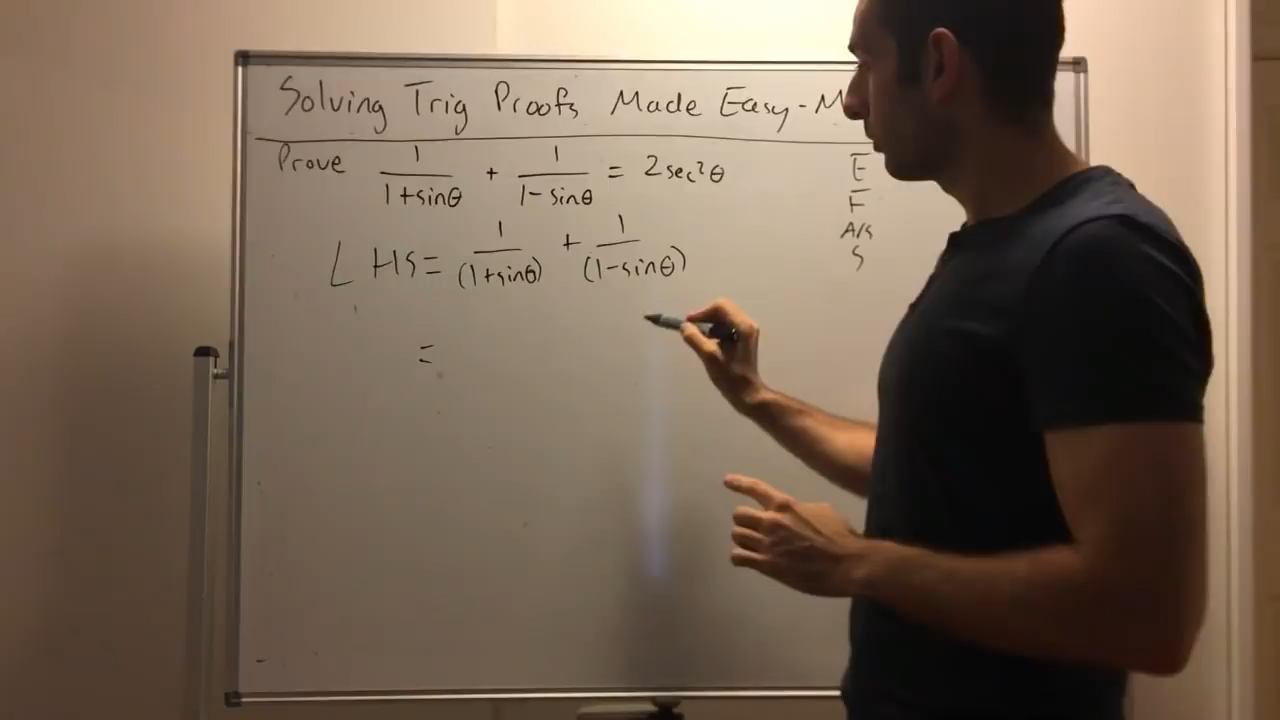 Solving Trig Proofs Made Easy - M
Prove 1/(1+sinθ) + 1/(1-sinθ) = 2sec²θ
LHS = 1/(1+sinθ) + 1/(1-sinθ)
=
E
F
A/S
S